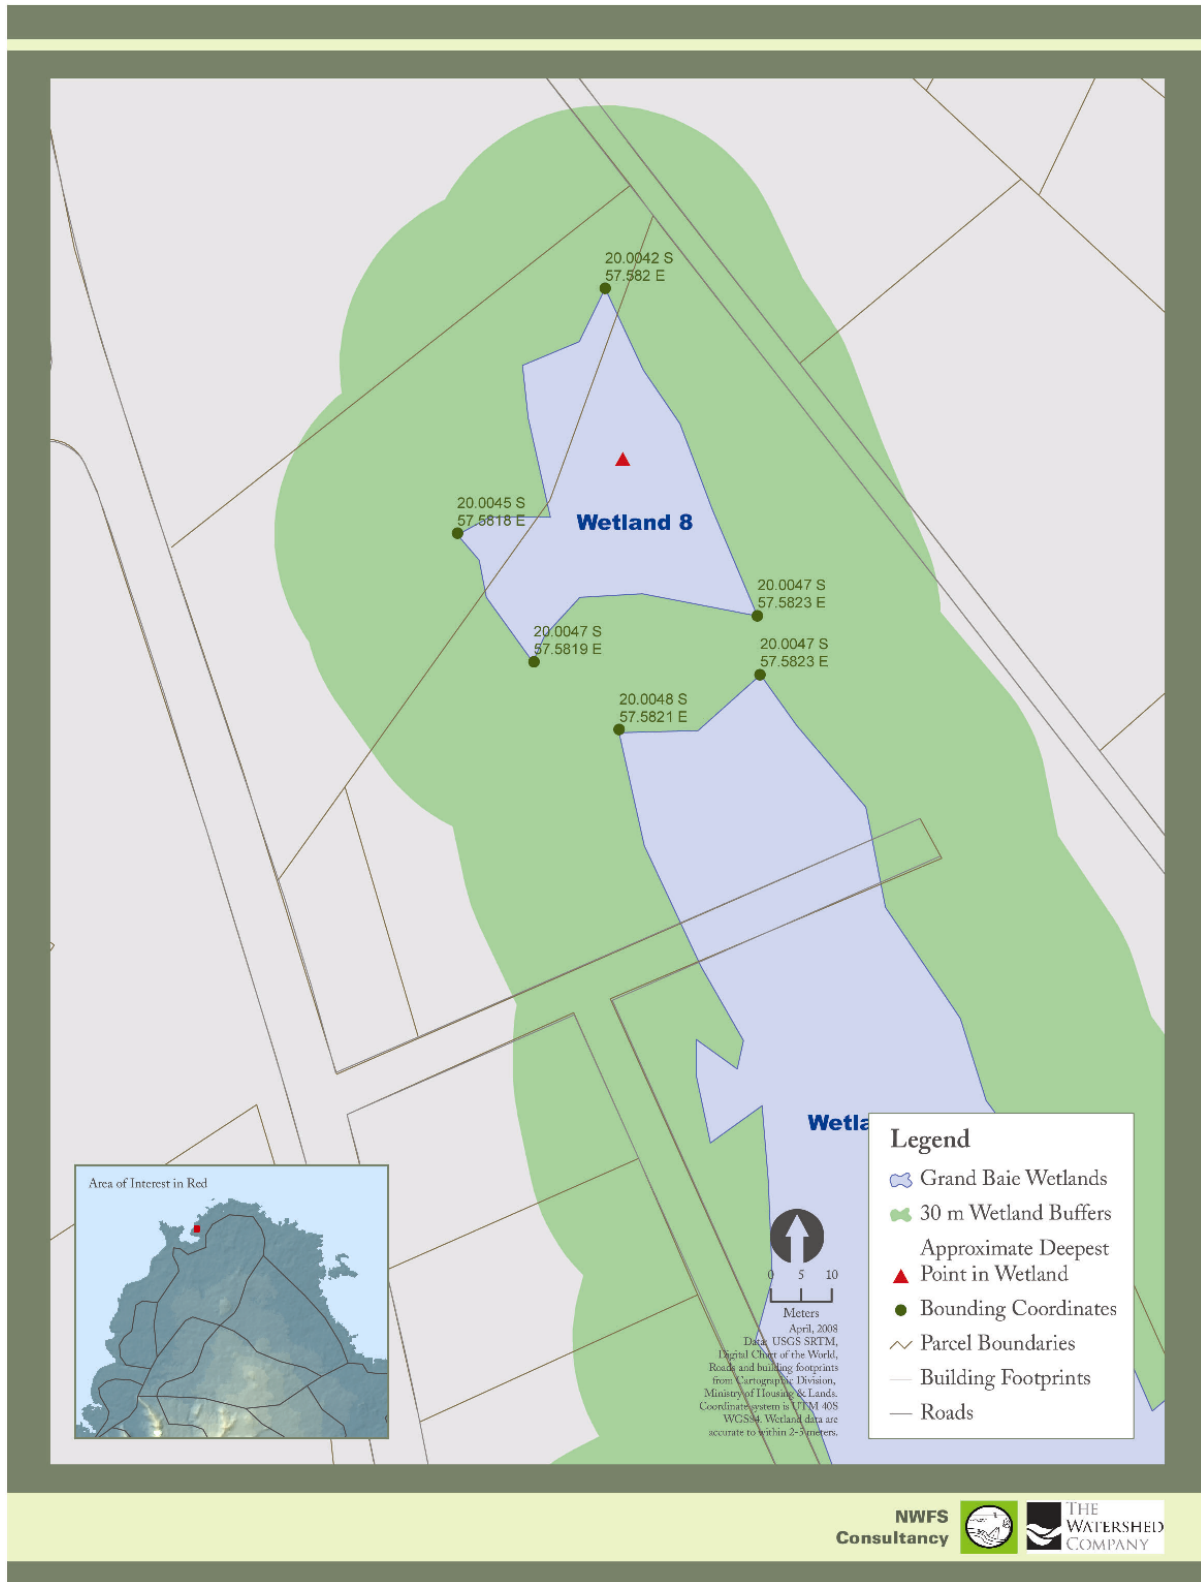 20.0042 S
57.582 E
20.0045 S
57.5818 E
Wetland 8
20.0047 S
57.5823 E
20.0047 S
57.5819 E
20.0047 S
57.5823 E
20.0048 S
57.5821 E
Wetla
Legend
Grand Baie Wetlands
30 m Wetland Buffers
Approximate Deepest
Point in Wetland
Bounding Coordinates
Parcel Boundaries
Building Footprints
Roads
Area of Interest in Red
0 5 10
Meters
April, 2008
Data: USGS SRTM,
Digital Chart of the World,
Roads and building footprints
from Cartographic Division,
Ministry of Housing & Lands.
Coordinate system is UTM 40S
WGS84. Wetland data are
accurate to within 2-5 meters.
NWFS
Consultancy
THE
WATERSHED
COMPANY